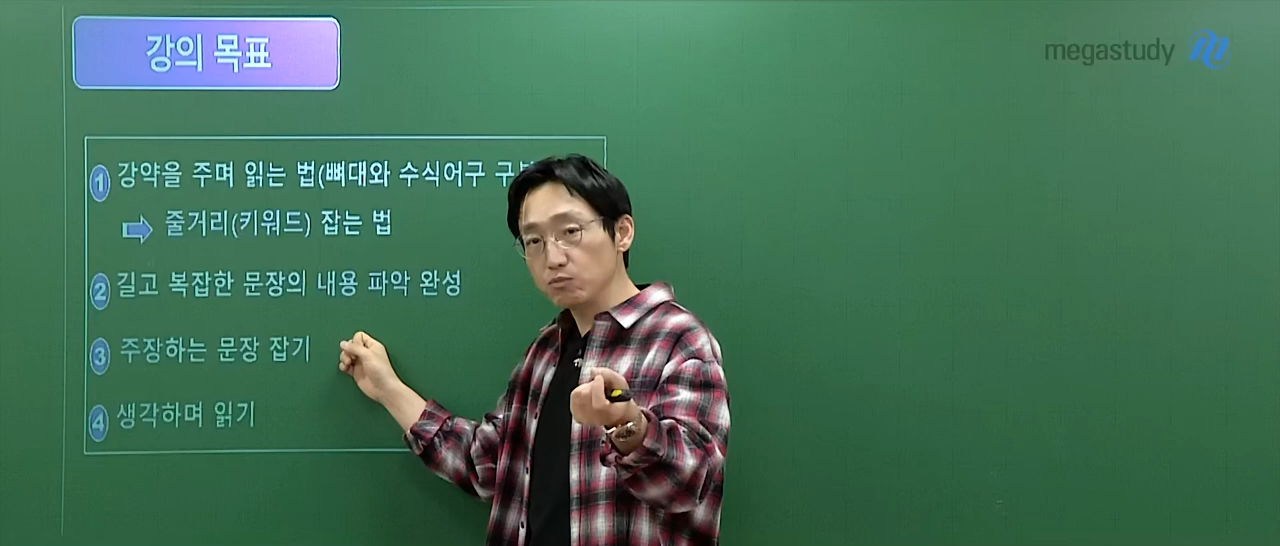 강의 목표
megastudy
1 강약을 주며 읽는 법(뼈대와 수식어구
줄거리(키워드) 잡는 법
2 길고 복잡한 문장의 내용 파악 완성
3 주장하는 문장 잡기
4 생각하며 읽기